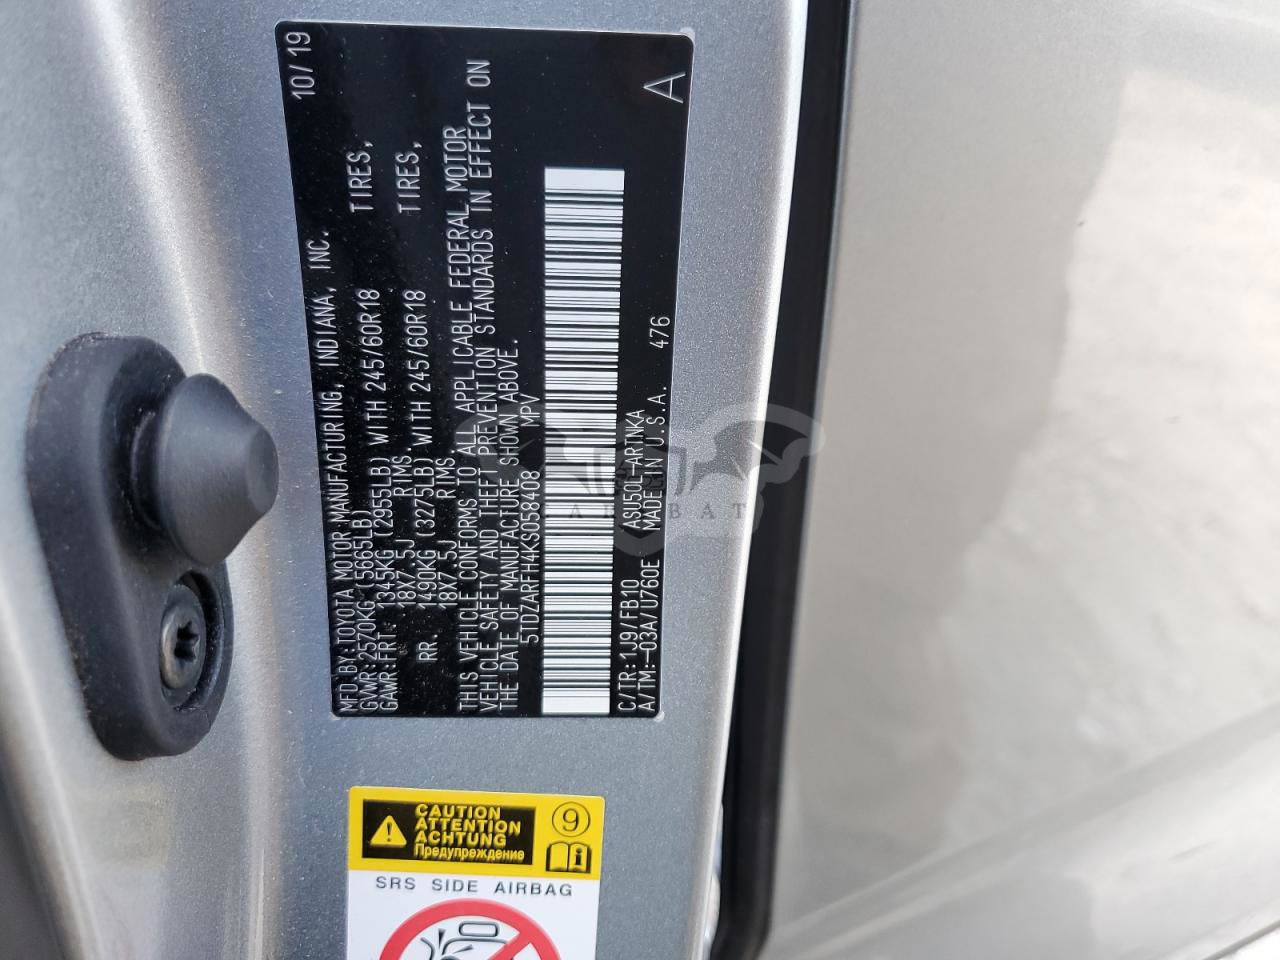 MFD.BY:TOYOTA MOTOR MANUFACTURING, INDIANA, INC. 10/19
GVWR:2570KG (5665LB)
GAWR:FRT. 1345KG (2955LB) WITH 245/60R18 TIRES,
18X7.5J RIMS,
RR. 1490KG (3275LB) WITH 245/60R18 TIRES,
18X7.5J RIMS
THIS VEHICLE CONFORMS TO ALL APPLICABLE FEDERAL MOTOR
VEHICLE SAFETY AND THEFT PREVENTION STANDARDS IN EFFECT ON
THE DATE OF MANUFACTURE SHOWN ABOVE.
5TDZARFH4KS058408 MPV
C/TR:1J9/FB10 ASU50L-ARTNKA
A/TM:-03A/U760E MADE IN U.S.A. 476 A
CAUTION
ATTENTION
ACHTUNG
Предупреждение
9
i
SRS SIDE AIRBAG